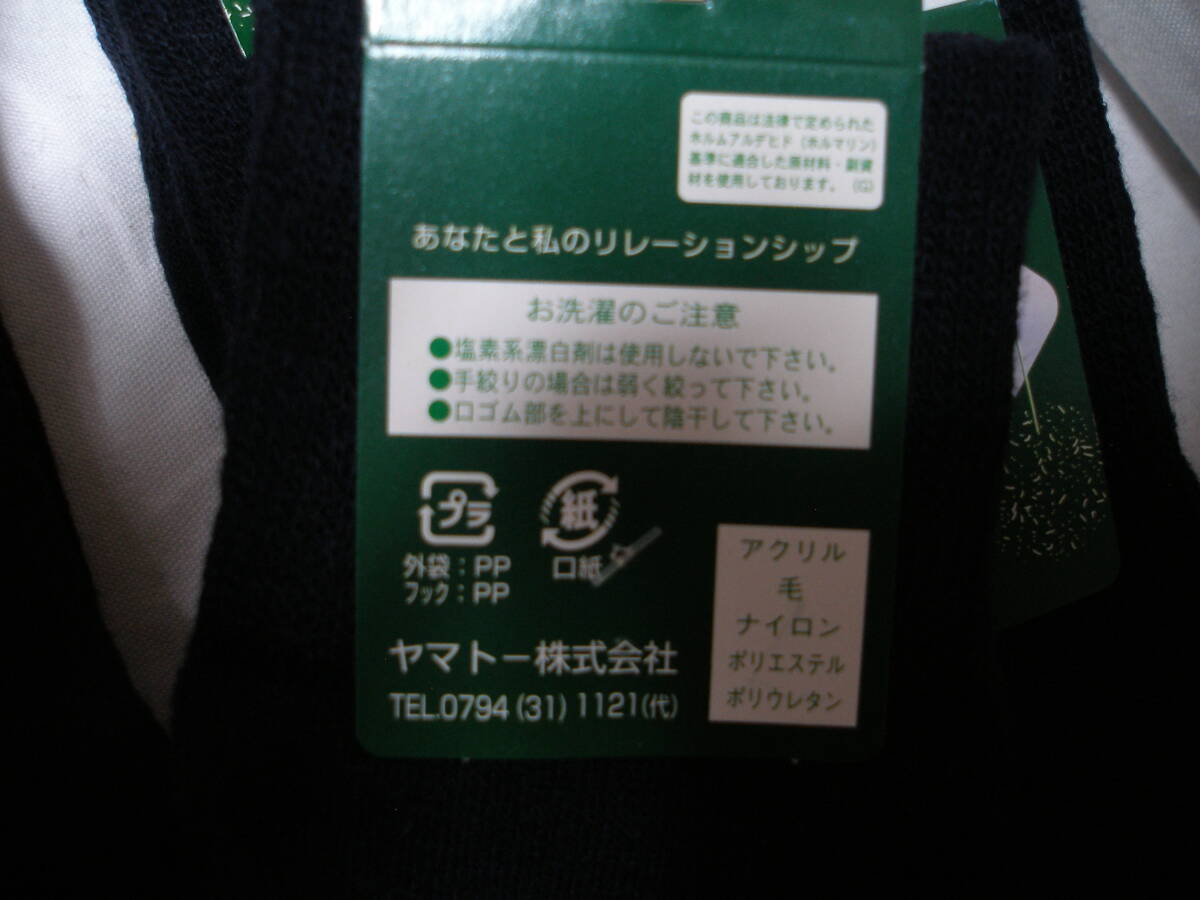 この商品は法律で定められた
ホルムアルデヒド（ホルマリン）
基準に適合した原材料・副資
材を使用しております。（G）
あなたと私のリレーションシップ
お洗濯のご注意
●塩素系漂白剤は使用しないで下さい。
●手絞りの場合は弱く絞って下さい。
●口ゴム部を上にして陰干して下さい。
プラ
外袋：PP
フック：PP
紙
口紙
アクリル
毛
ナイロン
ポリエステル
ポリウレタン
ヤマトー株式会社
TEL.0794(31)1121(代)